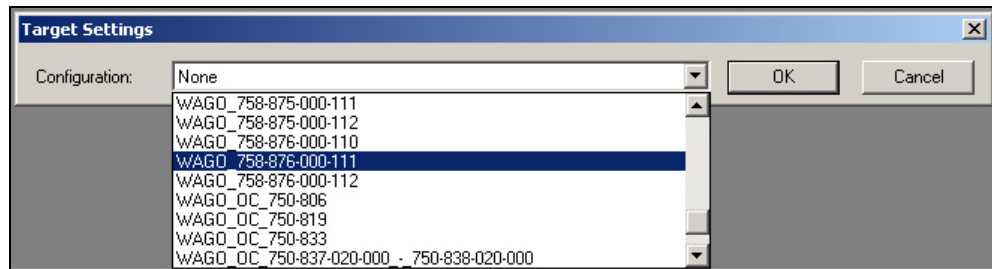 Target Settings
Configuration: None OK Cancel
WAGO_758-875-000-111
WAGO_758-875-000-112
WAGO_758-876-000-110
WAGO_758-876-000-111
WAGO_758-876-000-112
WAGO_OC_750-806
WAGO_OC_750-819
WAGO_OC_750-833
WAGO_OC_750-837-020-000_-_750-838-020-000